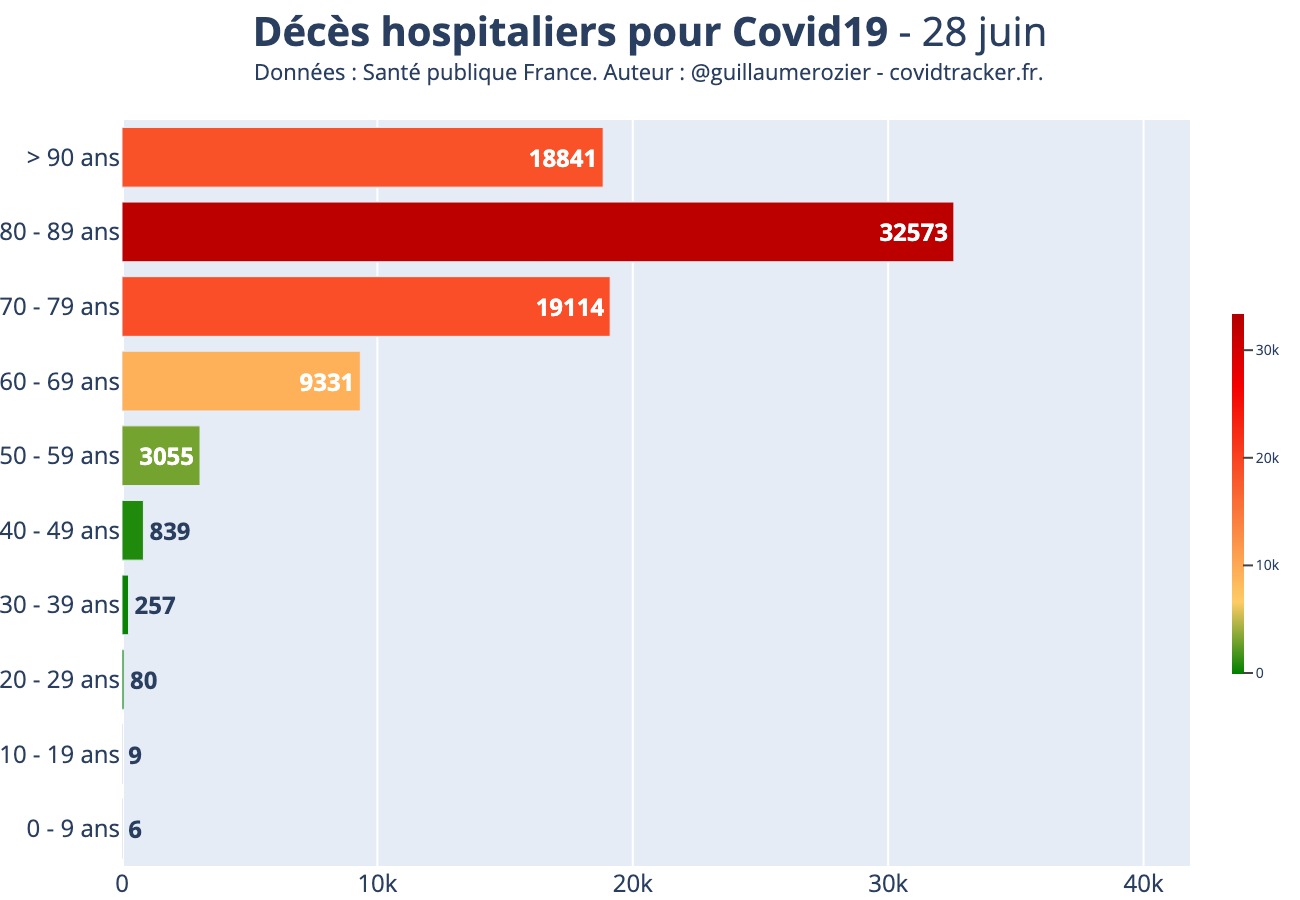 Décès hospitaliers pour Covid19 - 28 juin
Données : Santé publique France. Auteur : @guillaumerozier - covidtracker.fr.
> 90 ans 18841
80 - 89 ans 32573
70 - 79 ans 19114
60 - 69 ans 9331
50 - 59 ans 3055
40 - 49 ans 839
30 - 39 ans 257
20 - 29 ans 80
10 - 19 ans 9
0 - 9 ans 6
0 10k 20k 30k 40k
30k
20k
10k
0